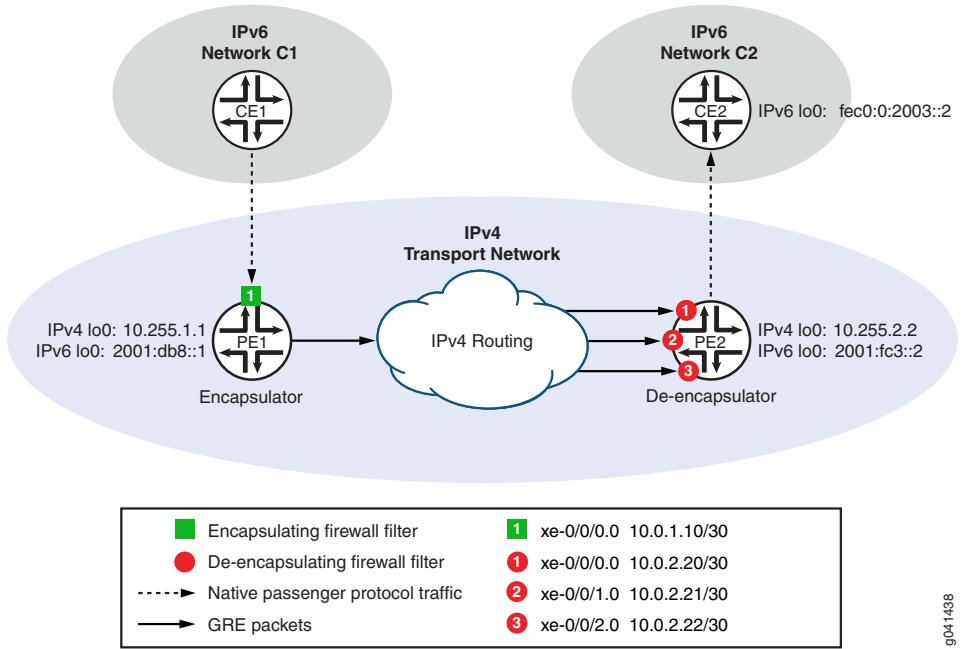 IPv6
Network C1
CE1
IPv6
Network C2
CE2
IPv6 lo0: fec0:0:2003::2
IPv4
Transport Network
1
IPv4 lo0: 10.255.1.1
IPv6 lo0: 2001:db8::1
PE1
Encapsulator
IPv4 Routing
1
2
3
PE2
IPv4 lo0: 10.255.2.2
IPv6 lo0: 2001:fc3::2
De-encapsulator
Encapsulating firewall filter
De-encapsulating firewall filter
Native passenger protocol traffic
GRE packets
1 xe-0/0/0.0 10.0.1.10/30
1 xe-0/0/0.0 10.0.2.20/30
2 xe-0/0/1.0 10.0.2.21/30
3 xe-0/0/2.0 10.0.2.22/30
g041438